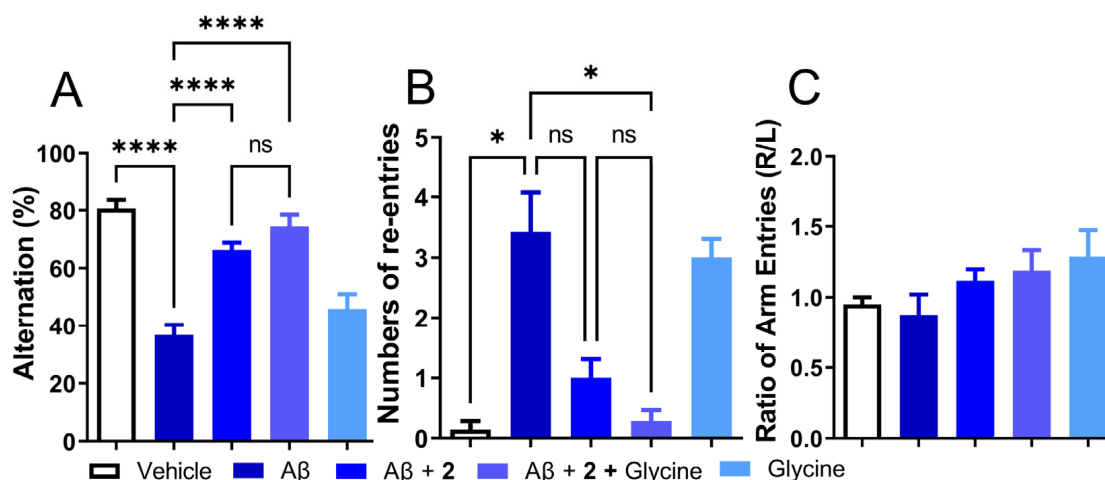 A
****
****
****
ns
Alternation (%)
100
80
60
40
20
0
B
*
*
ns
ns
Numbers of re-entries
5
4
3
2
1
0
C
Ratio of Arm Entries (R/L)
2.0
1.5
1.0
0.5
0.0
Vehicle Aβ Aβ + 2 Aβ + 2 + Glycine Glycine